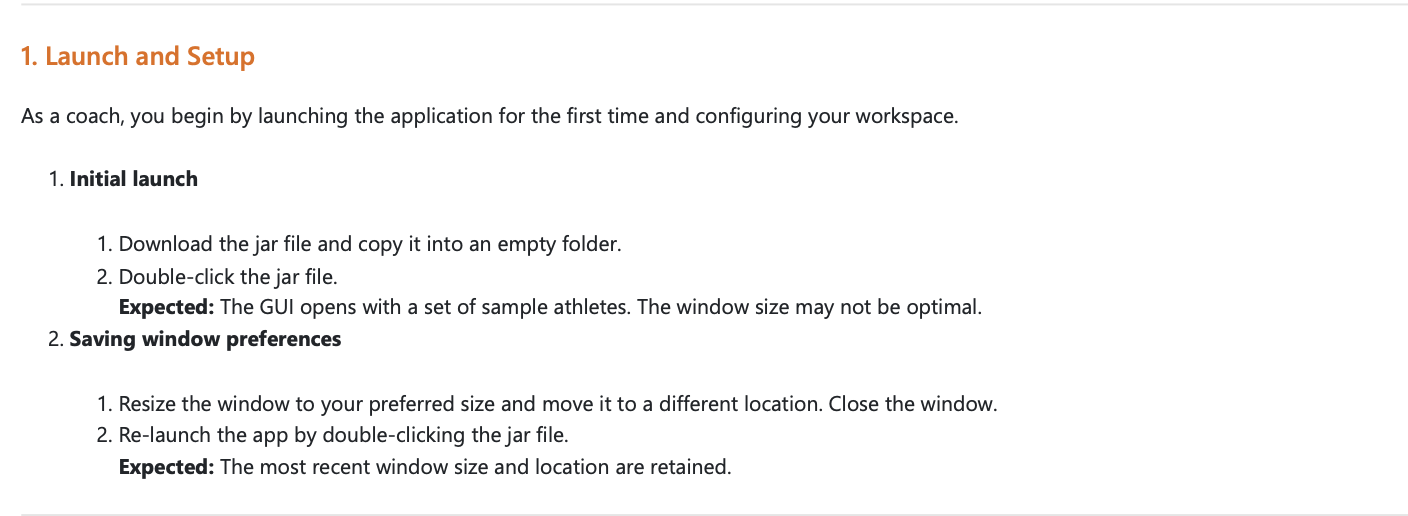 1. Launch and Setup
As a coach, you begin by launching the application for the first time and configuring your workspace.
1. Initial launch
1. Download the jar file and copy it into an empty folder.
2. Double-click the jar file.
Expected: The GUI opens with a set of sample athletes. The window size may not be optimal.
2. Saving window preferences
1. Resize the window to your preferred size and move it to a different location. Close the window.
2. Re-launch the app by double-clicking the jar file.
Expected: The most recent window size and location are retained.